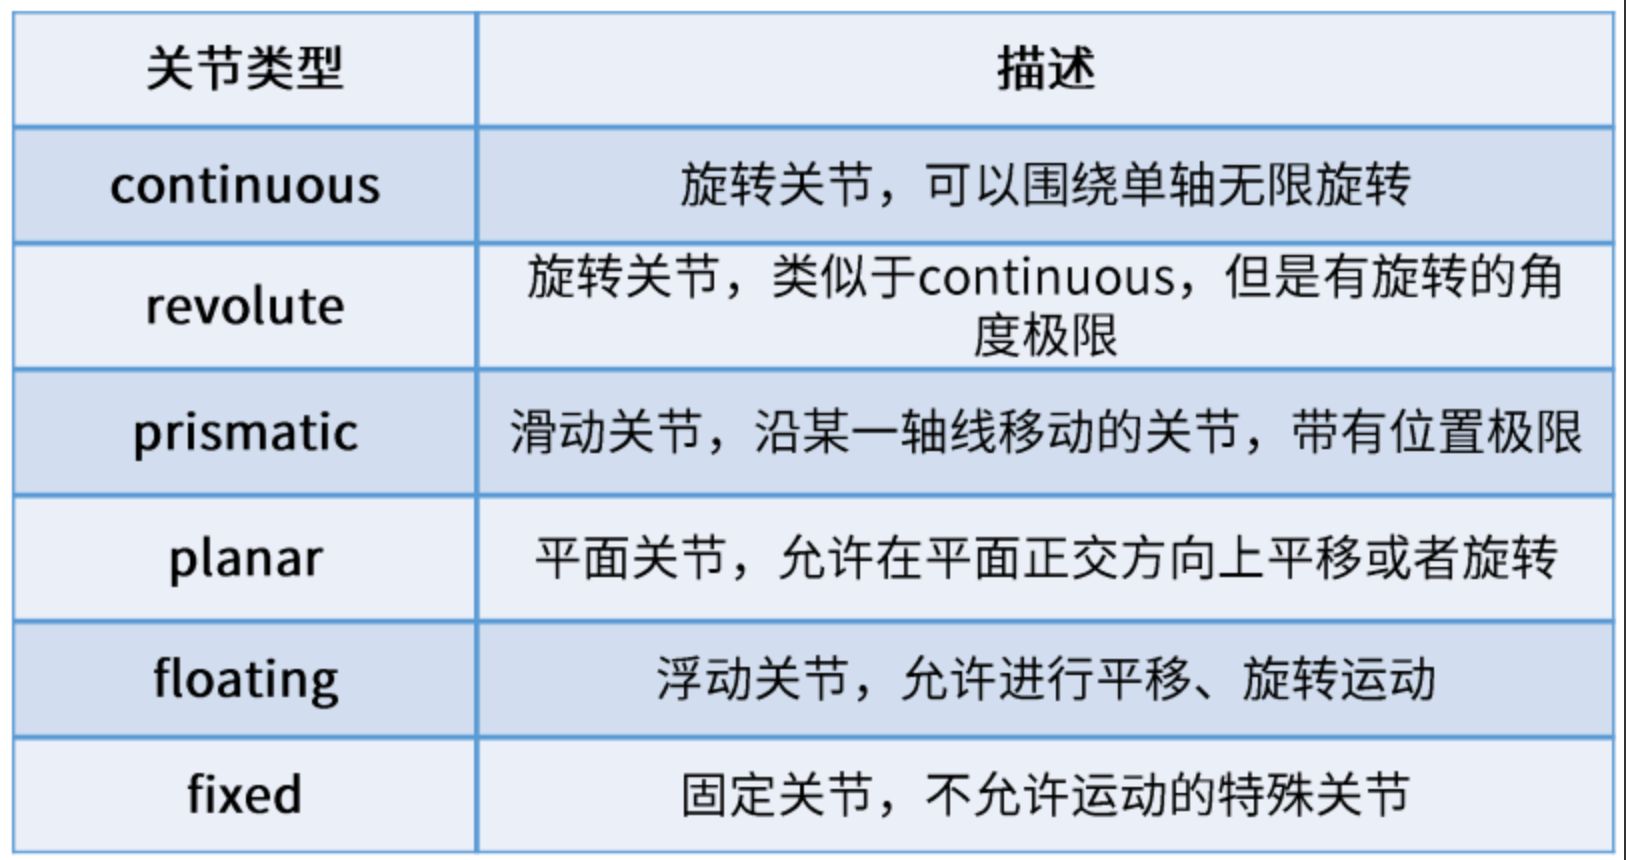 关节类型
描述
continuous
旋转关节，可以围绕单轴无限旋转
revolute
旋转关节，类似于continuous，但是有旋转的角
度极限
prismatic
滑动关节，沿某一轴线移动的关节，带有位置极限
planar
平面关节，允许在平面正交方向上平移或者旋转
floating
浮动关节，允许进行平移、旋转运动
fixed
固定关节，不允许运动的特殊关节